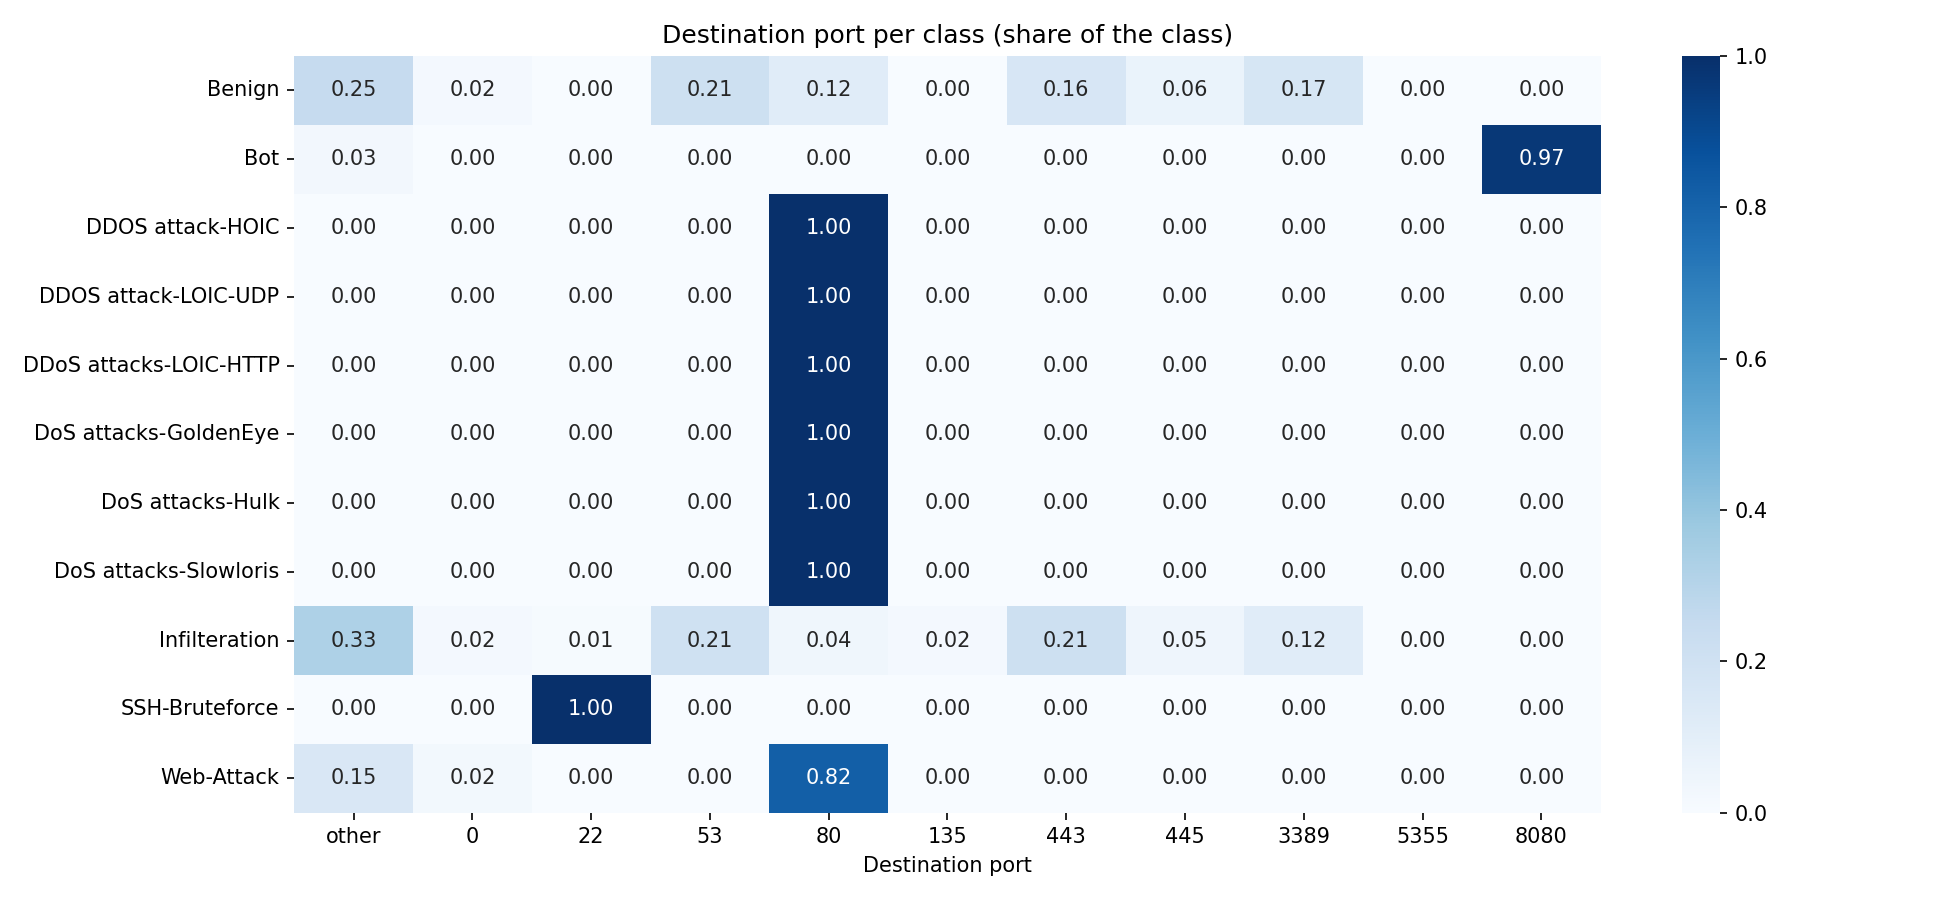 Destination port per class (share of the class)
Benign 0.25 0.02 0.00 0.21 0.12 0.00 0.16 0.06 0.17 0.00 0.00
Bot 0.03 0.00 0.00 0.00 0.00 0.00 0.00 0.00 0.00 0.00 0.97
DDOS attack-HOIC 0.00 0.00 0.00 0.00 1.00 0.00 0.00 0.00 0.00 0.00 0.00
DDOS attack-LOIC-UDP 0.00 0.00 0.00 0.00 1.00 0.00 0.00 0.00 0.00 0.00 0.00
DDoS attacks-LOIC-HTTP 0.00 0.00 0.00 0.00 1.00 0.00 0.00 0.00 0.00 0.00 0.00
DoS attacks-GoldenEye 0.00 0.00 0.00 0.00 1.00 0.00 0.00 0.00 0.00 0.00 0.00
DoS attacks-Hulk 0.00 0.00 0.00 0.00 1.00 0.00 0.00 0.00 0.00 0.00 0.00
DoS attacks-Slowloris 0.00 0.00 0.00 0.00 1.00 0.00 0.00 0.00 0.00 0.00 0.00
Infilteration 0.33 0.02 0.01 0.21 0.04 0.02 0.21 0.05 0.12 0.00 0.00
SSH-Bruteforce 0.00 0.00 1.00 0.00 0.00 0.00 0.00 0.00 0.00 0.00 0.00
Web-Attack 0.15 0.02 0.00 0.00 0.82 0.00 0.00 0.00 0.00 0.00 0.00
other 0 22 53 80 135 443 445 3389 5355 8080
Destination port
1.0
0.8
0.6
0.4
0.2
0.0